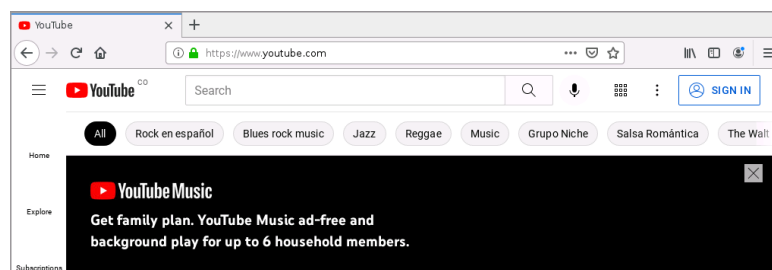 YouTube
https://www.youtube.com
YouTube CO
Search
SIGN IN
All Rock en español Blues rock music Jazz Reggae Music Grupo Niche Salsa Romántica The Walt
Home
YouTube Music
Get family plan. YouTube Music ad-free and
background play for up to 6 household members.
Explore
Subscriptions